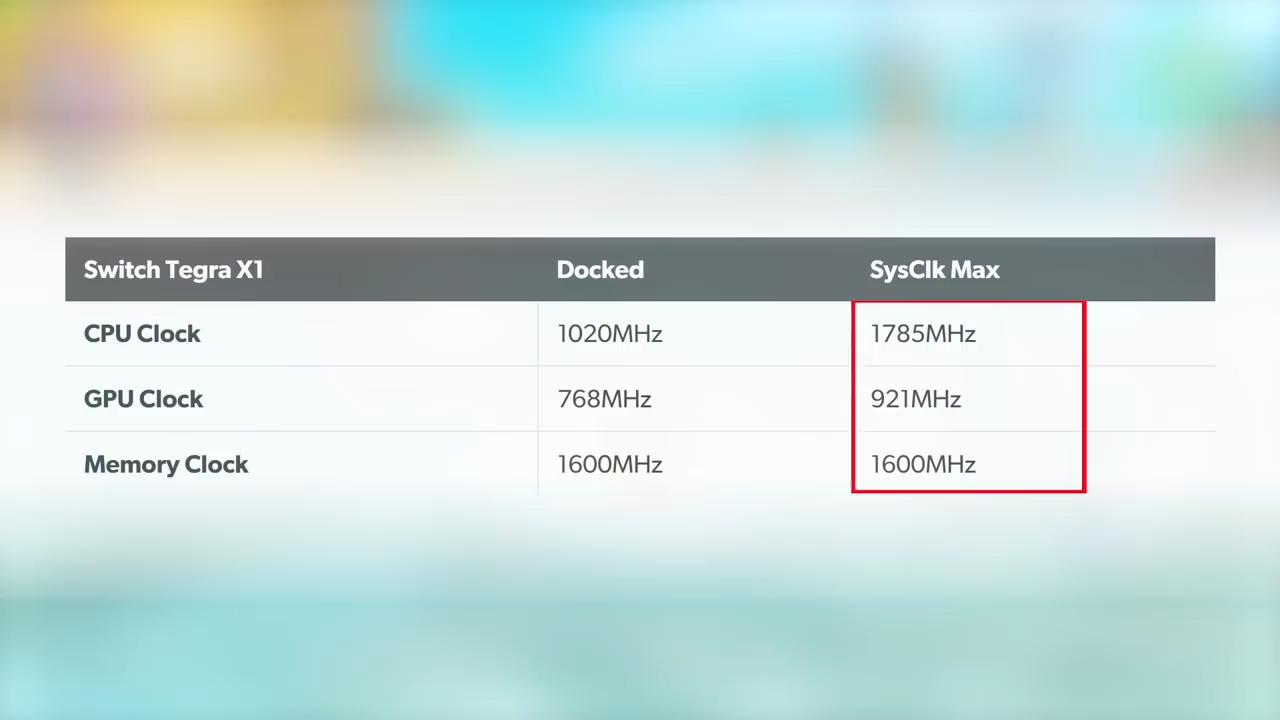 Switch Tegra X1 Docked SysClk Max
CPU Clock 1020MHz 1785MHz
GPU Clock 768MHz 921MHz
Memory Clock 1600MHz 1600MHz